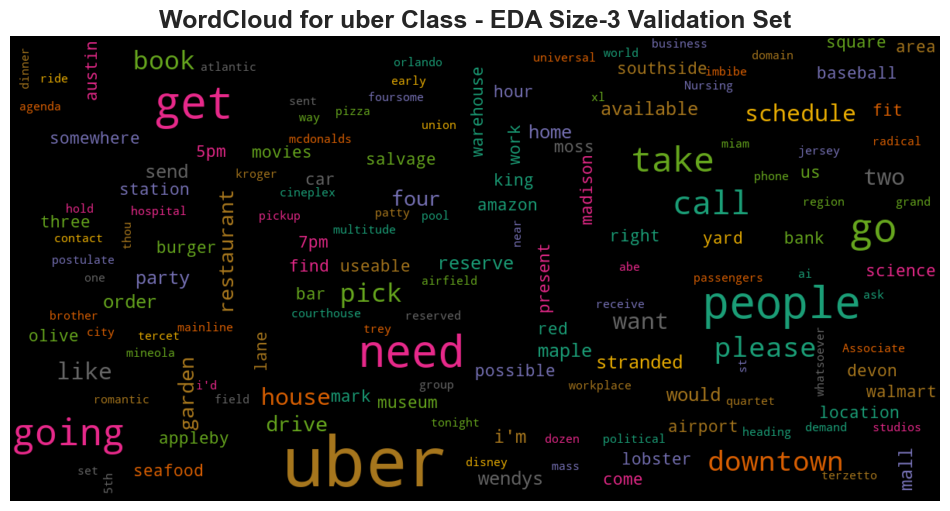 WordCloud for uber Class - EDA Size-3 Validation Set
dinner
ride
agenda
austin
book
atlantic
get
orlando
early
foursome
sent
way
pizza
union
mcdonalds
universal
world
business
domain
southside
imbibe
Nursing
square
area
baseball
warehouse
hour
xl
available
schedule
fit
radical
somewhere
5pm
movies
salvage
work
home
moss
take
miam
jersey
send
station
kroger
cineplex
car
four
king
amazon
madison
call
phone
us
two
region
grand
hold
hospital
three
contact
thou
burger
restaurant
pickup
patty
pool
multitude
7pm
near
right
yard
bank
go
postulate
one
party
find
useable
reserve
airfield
present
abe
passengers
ai
science
order
bar
pick
courthouse
reserved
receive
people
ask
brother
city
olive
tercet
mainline
mineola
trey
red
want
lane
need
maple
please
Associate
like
garden
i'd
group
possible
stranded
st
whatsoever
devon
romantic
field
house
mark
museum
workplace
would
quartet
walmart
going
appleby
drive
tonight
i'm
dozen
political
airport
heading
location
demand
studios
set
5th
seafood
uber
disney
wendys
mass
lobster
come
downtown
terzetto
mall